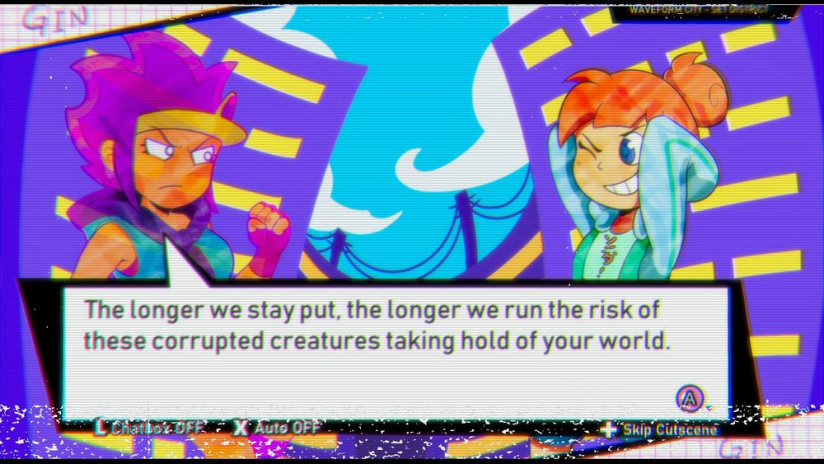 GIN
WAVEFORM CITY - SET DISTRICT
The longer we stay put, the longer we run the risk of
these corrupted creatures taking hold of your world.
A
L Chatbox OFF X Auto OFF + Skip Cutscene
GIN